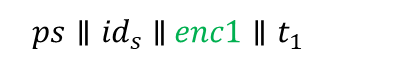 ps ∥ id_s ∥ enc1 ∥ t_1